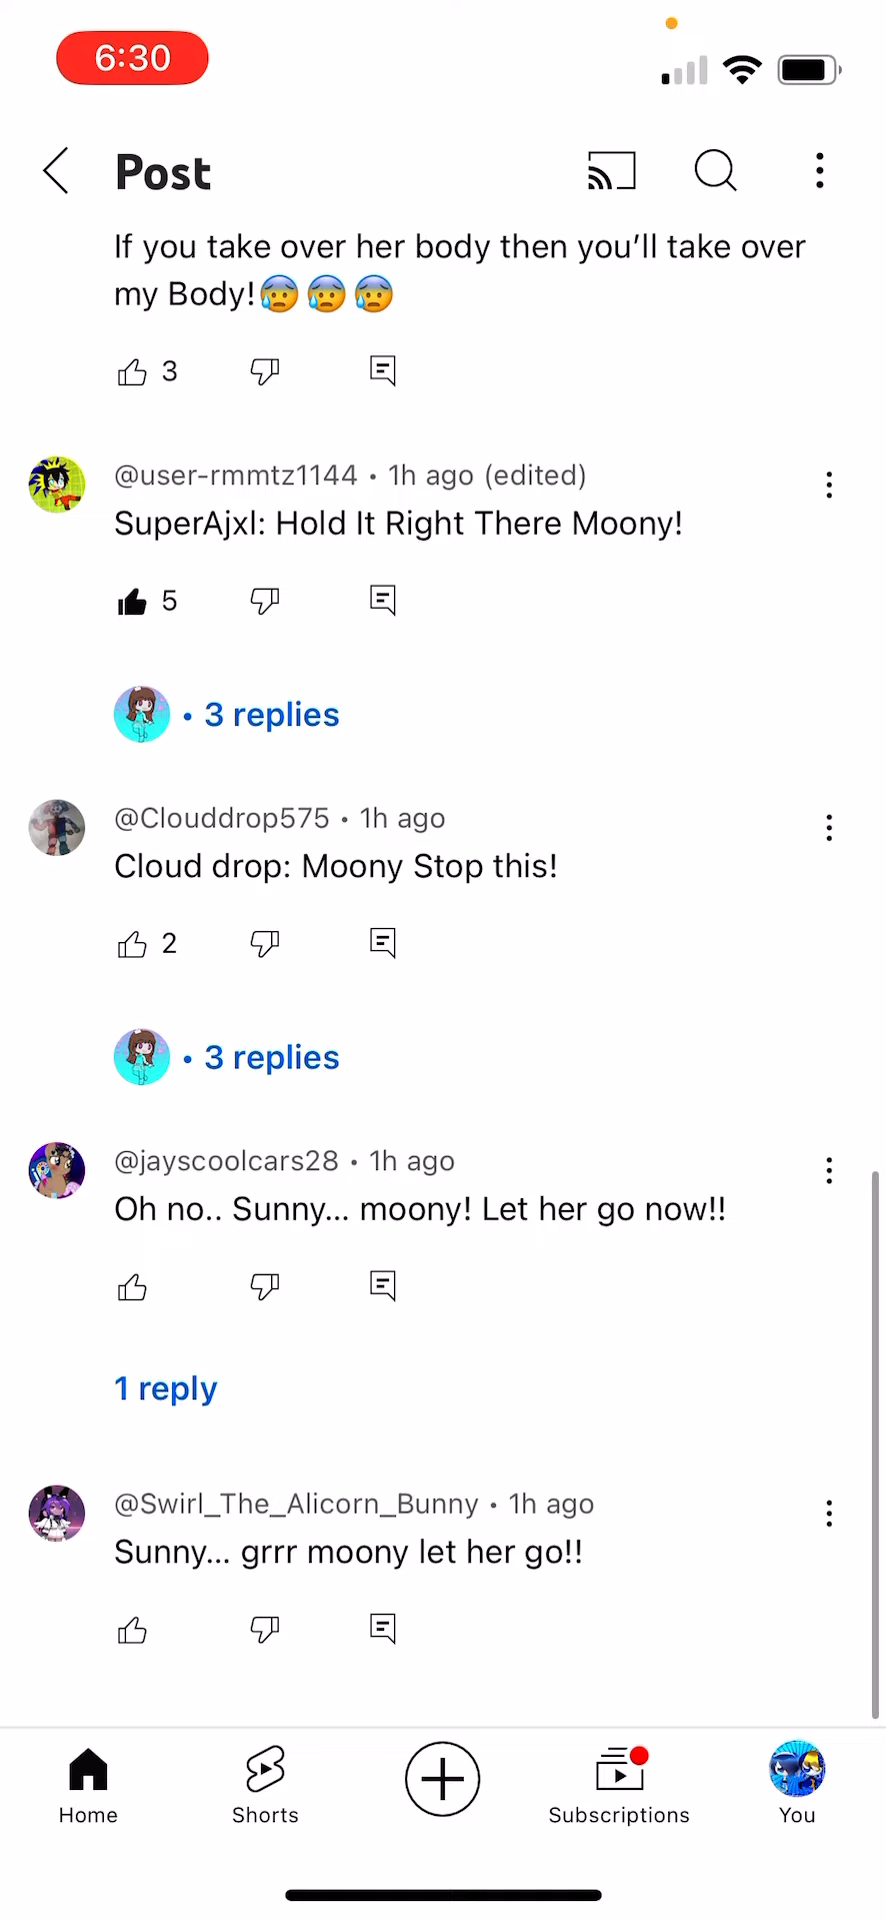 6:30
Post
If you take over her body then you’ll take over
my Body!😰😰😰
3
@user-rmmtz1144 • 1h ago (edited)
SuperAjxl: Hold It Right There Moony!
5
• 3 replies
@Clouddrop575 • 1h ago
Cloud drop: Moony Stop this!
2
• 3 replies
@jayscoolcars28 • 1h ago
Oh no.. Sunny... moony! Let her go now!!
1 reply
@Swirl_The_Alicorn_Bunny • 1h ago
Sunny... grrr moony let her go!!
Home
Shorts
Subscriptions
You